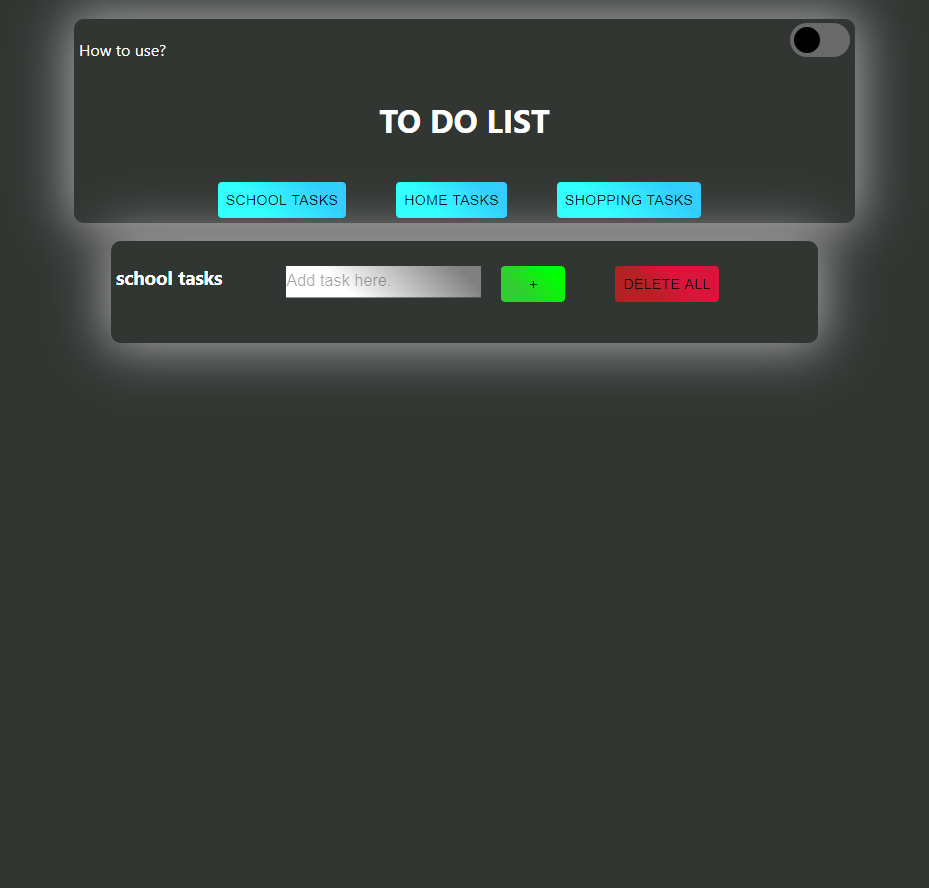 How to use?
TO DO LIST
SCHOOL TASKS HOME TASKS SHOPPING TASKS
school tasks Add task here. + DELETE ALL